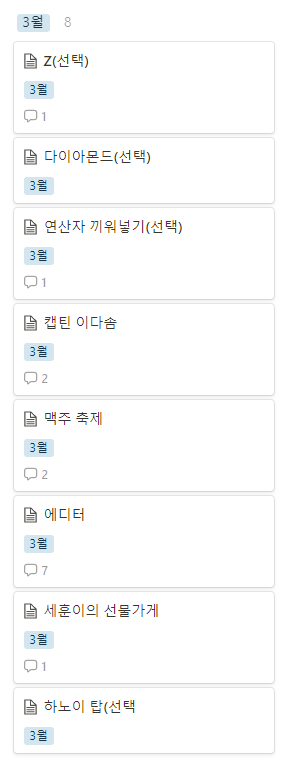 3월 8
Z(선택)
3월
1
다이아몬드(선택)
3월
연산자 끼워넣기(선택)
3월
1
캡틴 이다솜
3월
2
맥주 축제
3월
2
에디터
3월
7
세훈이의 선물가게
3월
1
하노이 탑(선택
3월